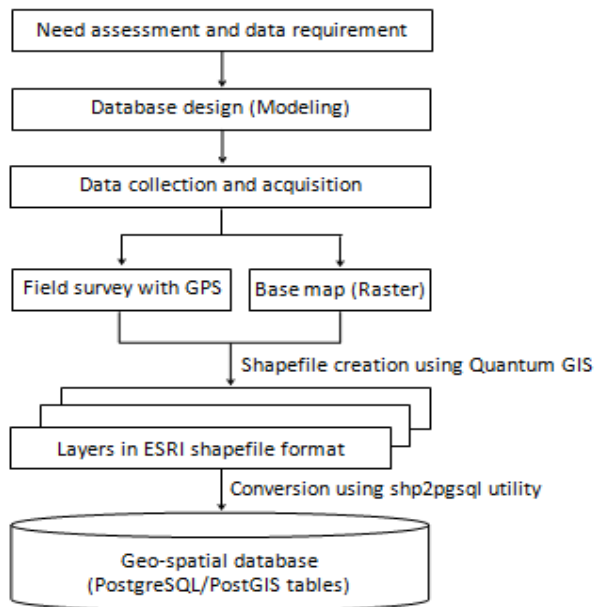 Need assessment and data requirement
Database design (Modeling)
Data collection and acquisition
Field survey with GPS
Base map (Raster)
Shapefile creation using Quantum GIS
Layers in ESRI shapefile format
Conversion using shp2pgsql utility
Geo-spatial database
(PostgreSQL/PostGIS tables)